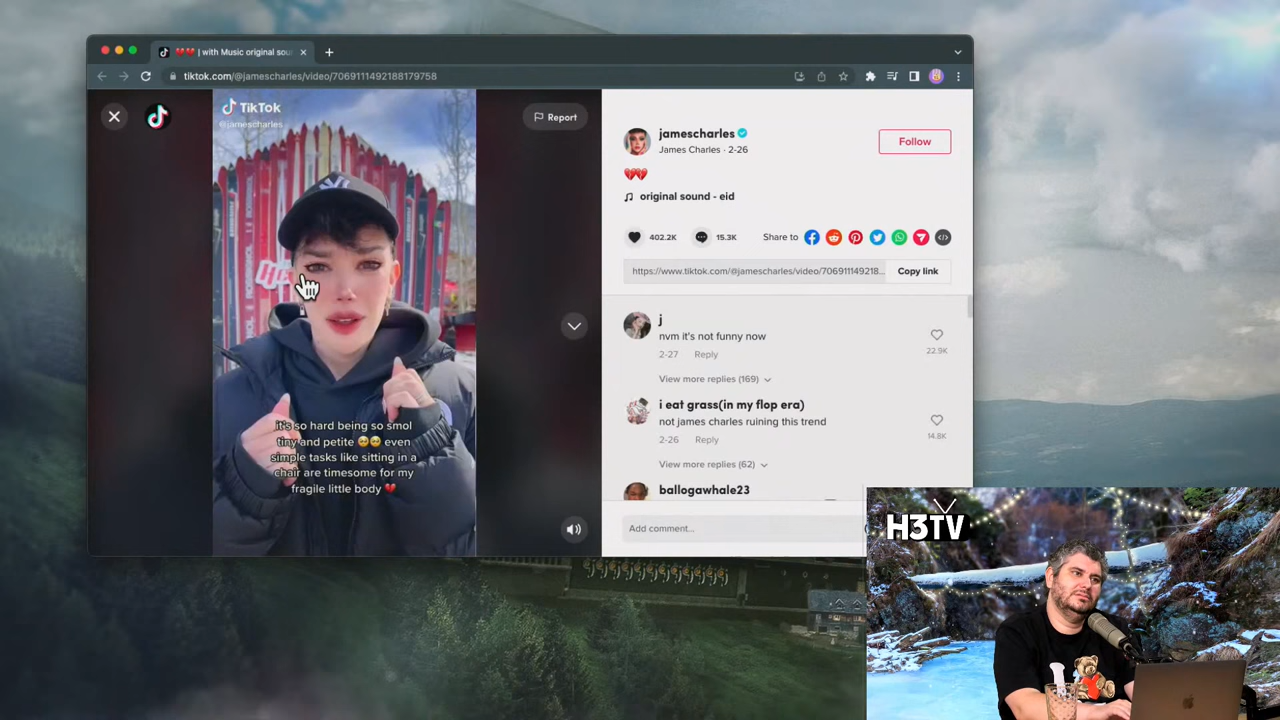 ❤️❤️ | with Music original sou
tiktok.com/@jamescharles/video/7069111492188179758
TikTok
@jamescharles
Report
it's so hard being so smol
tiny and petite 🥺🥺 even
simple tasks like sitting in a
chair are timesome for my
fragile little body 💔
jamescharles
James Charles · 2-26
Follow
💔💔
original sound - eid
402.2K
15.3K
Share to
https://www.tiktok.com/@jamescharles/video/706911149218...
Copy link
j
nvm it's not funny now
2-27 Reply
22.9K
View more replies (169)
i eat grass(in my flop era)
not james charles ruining this trend
2-26 Reply
14.8K
View more replies (62)
ballogawhale23
Add comment...
H3TV